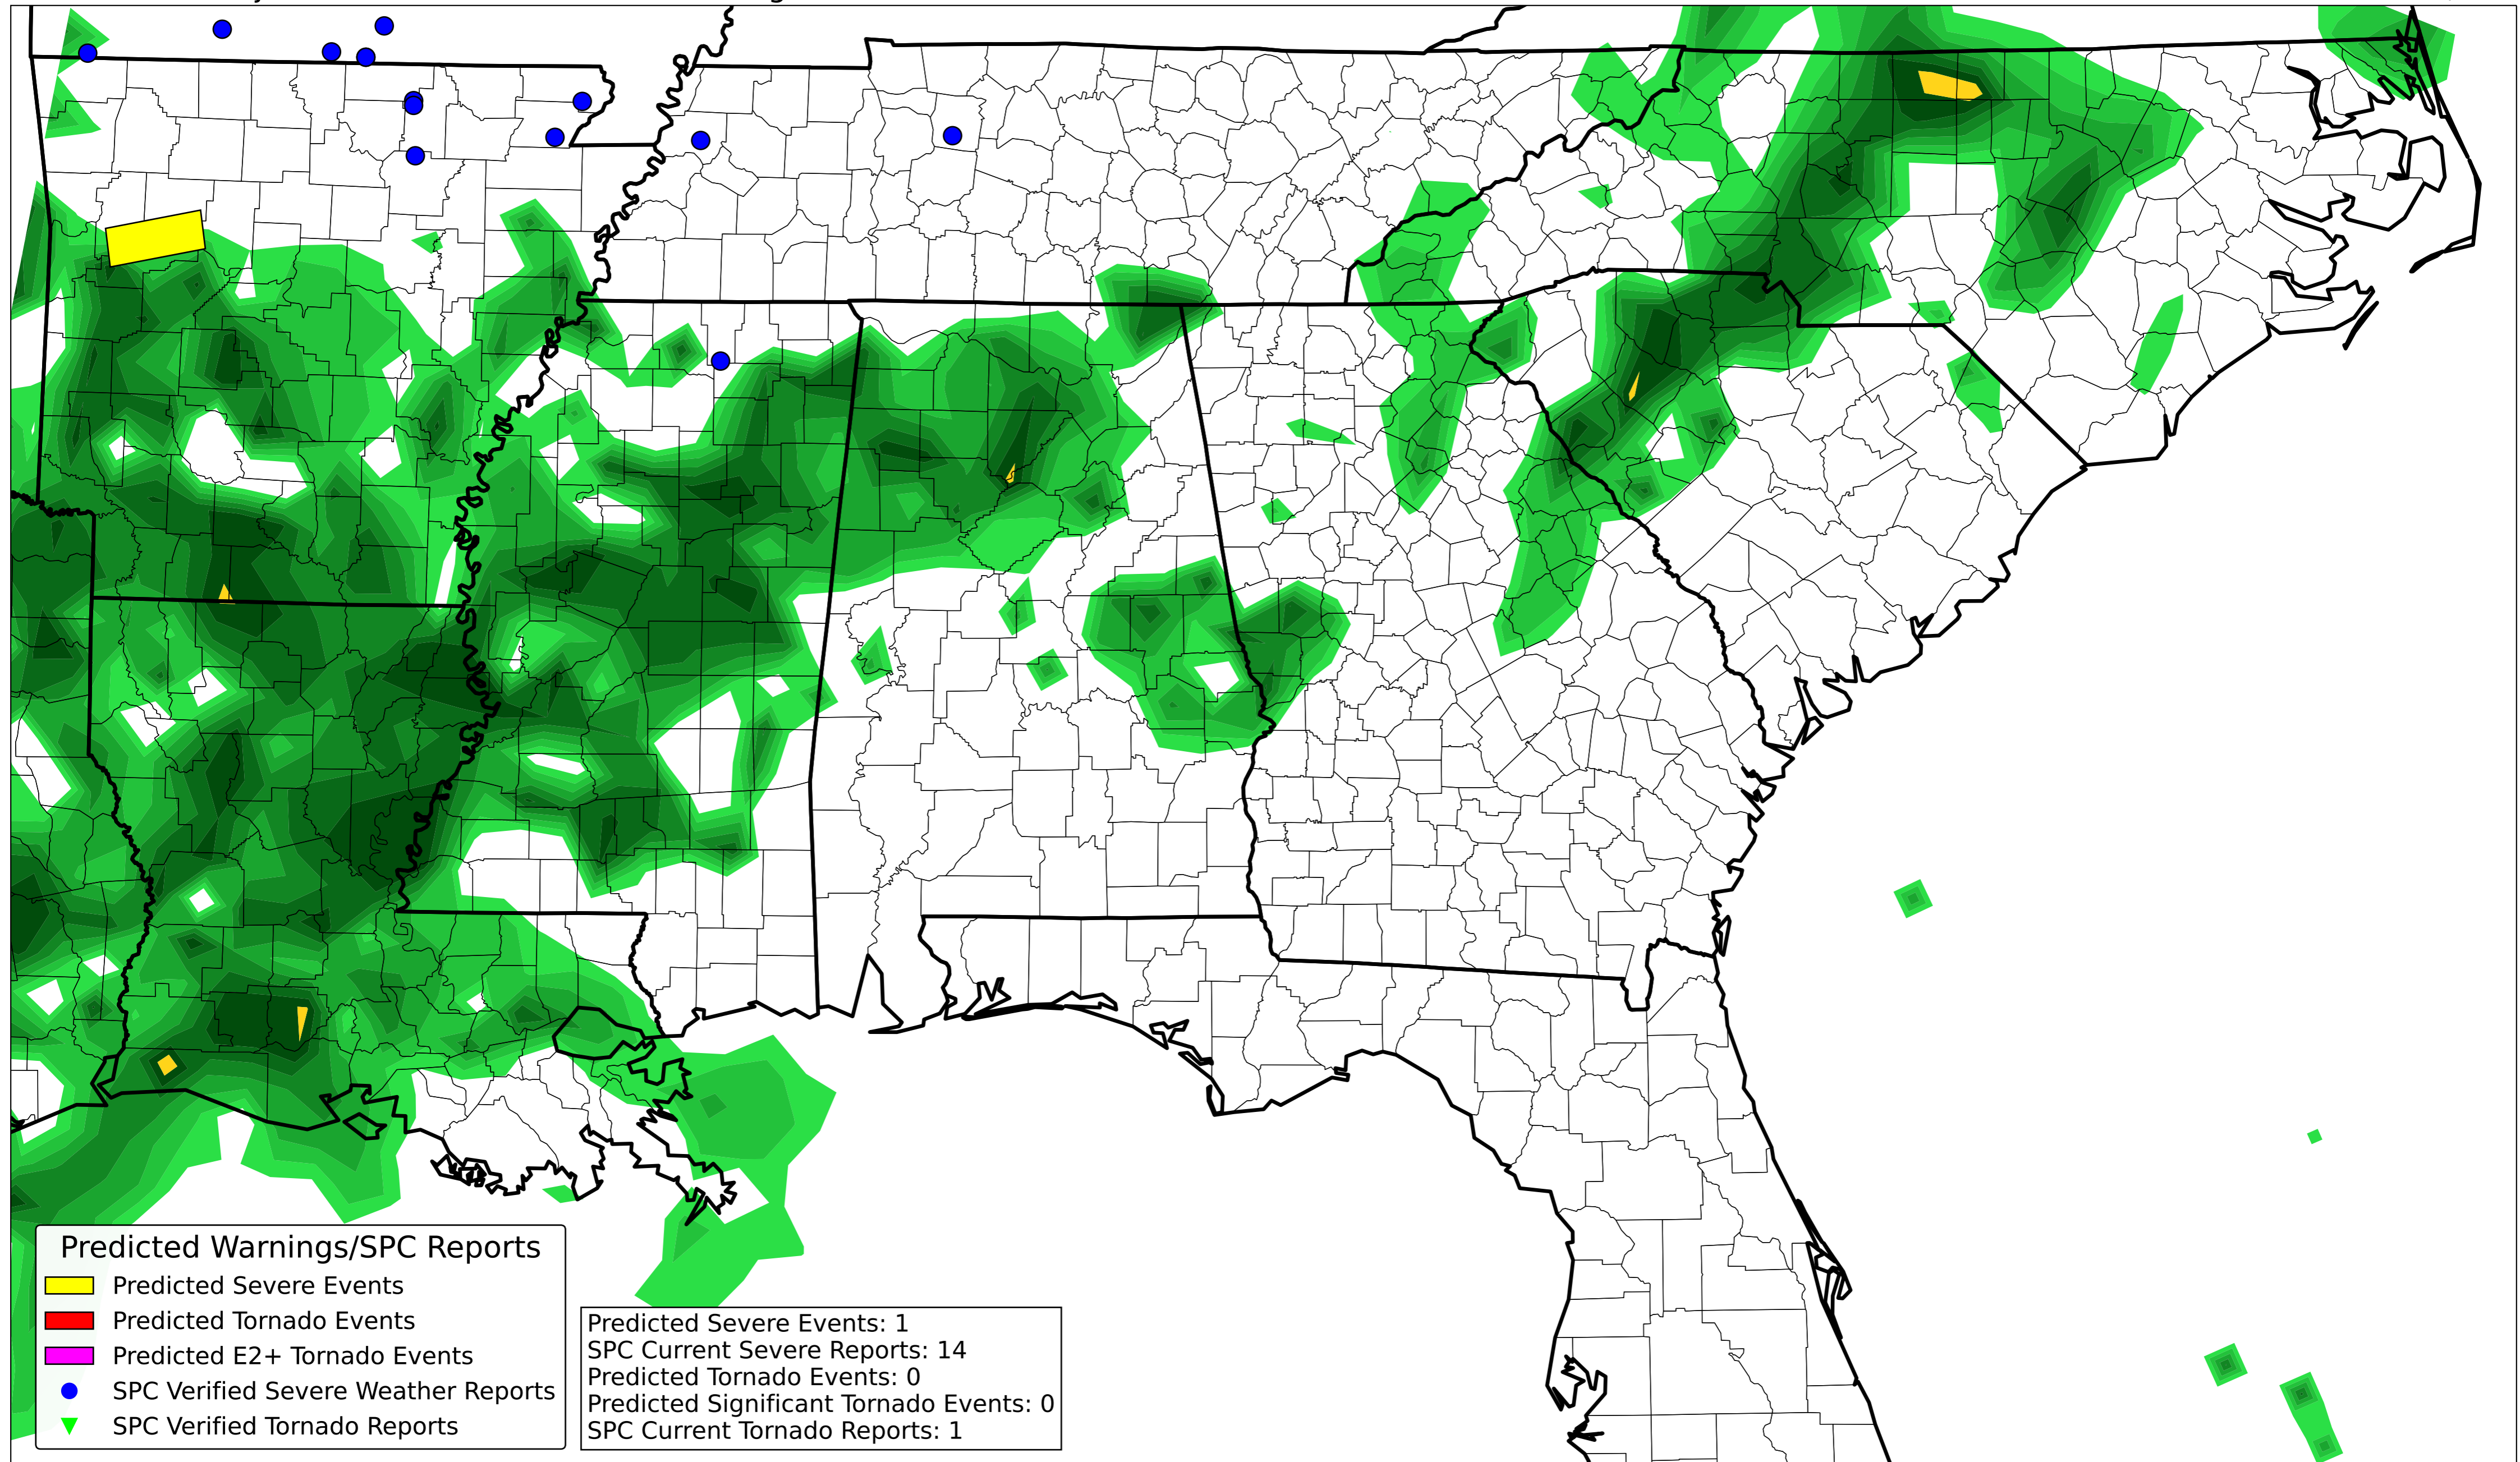 Predicted Warnings/SPC Reports
Predicted Severe Events
Predicted Tornado Events
Predicted E2+ Tornado Events
SPC Verified Severe Weather Reports
SPC Verified Tornado Reports
Predicted Severe Events: 1
SPC Current Severe Reports: 14
Predicted Tornado Events: 0
Predicted Significant Tornado Events: 0
SPC Current Tornado Reports: 1